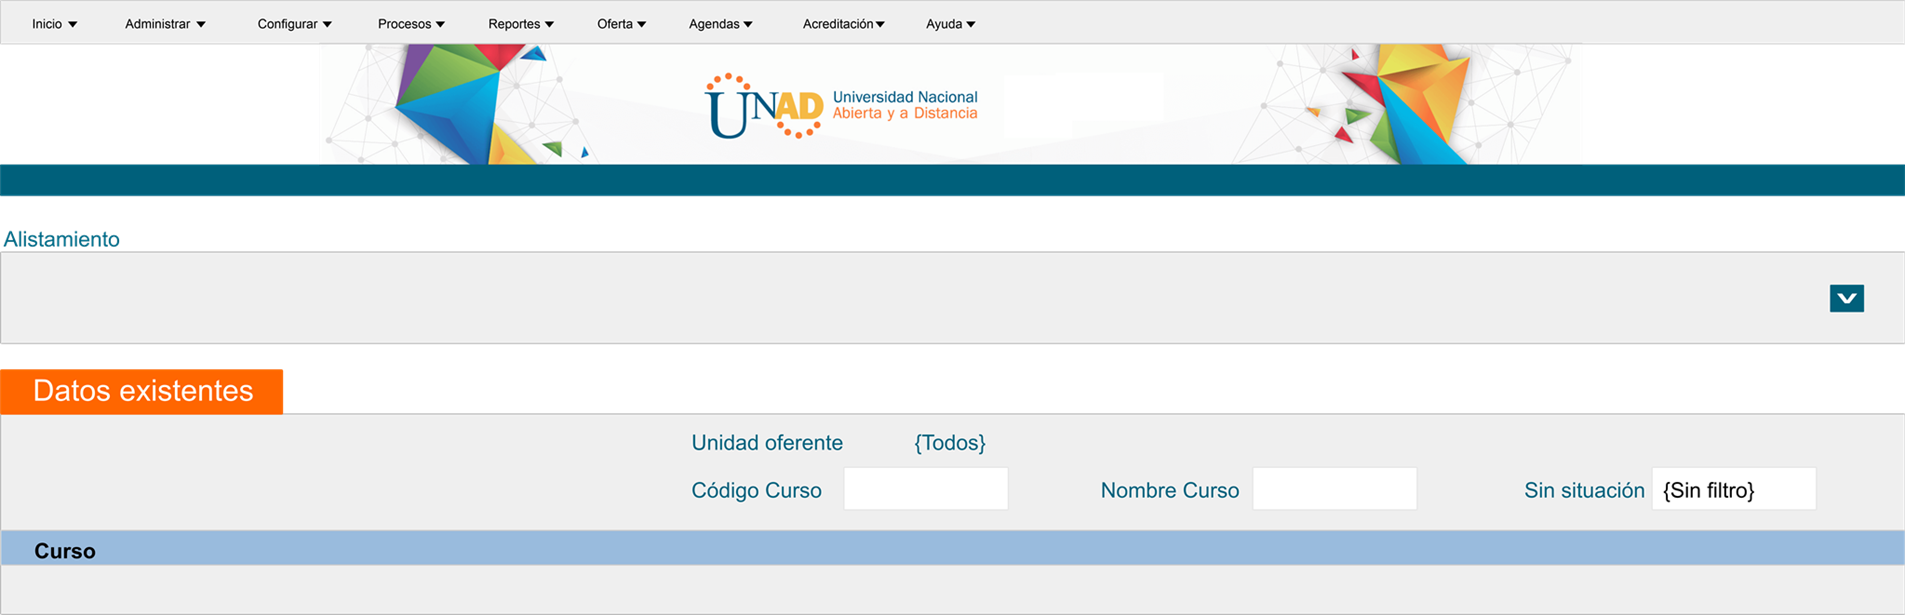 Inicio Administrar Configurar Procesos Reportes Oferta Agendas Acreditación Ayuda
UNAD Universidad Nacional
Abierta y a Distancia
Alistamiento
Datos existentes
Unidad oferente {Todos}
Código Curso Nombre Curso Sin situación {Sin filtro}
Curso